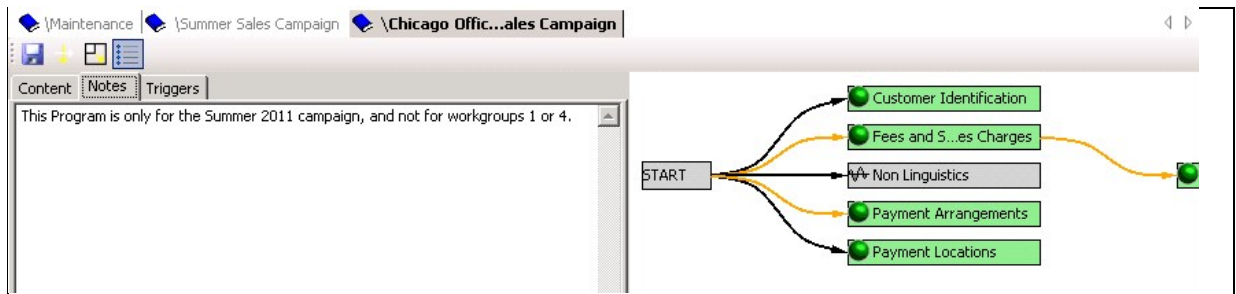 \Maintenance \Summer Sales Campaign \Chicago Offic...ales Campaign
Content Notes Triggers
This Program is only for the Summer 2011 campaign, and not for workgroups 1 or 4.
START
Customer Identification
Fees and S...es Charges
Non Linguistics
Payment Arrangements
Payment Locations